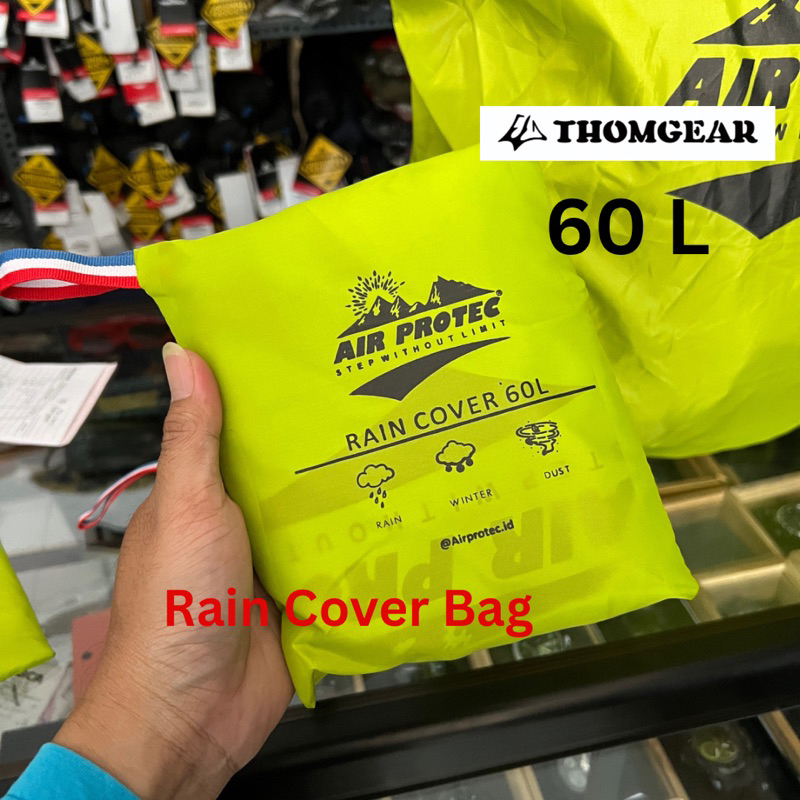 THOMGEAR
60 L
AIR PROTEC®
STEP WITHOUT LIMIT
RAIN COVER 60L
RAIN
WINTER
DUST
@Airprotec.id
Rain Cover Bag